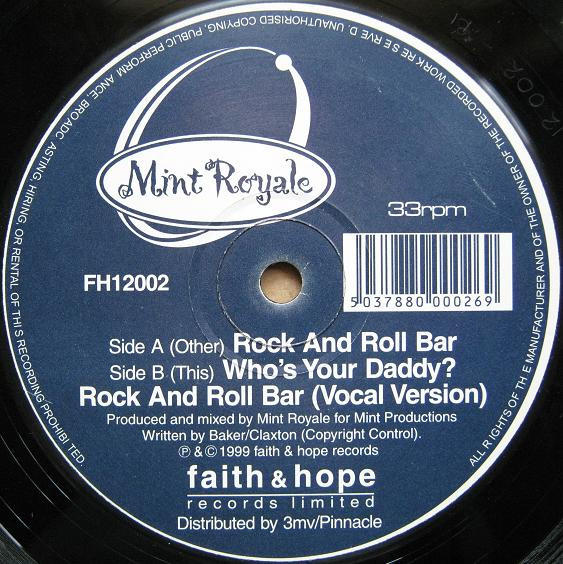 ALL RIGHTS OF THE MANUFACTURER AND OF THE OWNER OF THE RECORDED WORK RESERVED. UNAUTHORISED COPYING, PUBLIC PERFORMANCE, BROADCASTING, HIRING, OR RENTAL OF THIS RECORDING PROHIBITED.
Mint Royale
33rpm
FH12002
5 037880 000269
Side A (Other) Rock And Roll Bar
Side B (This) Who's Your Daddy?
Rock And Roll Bar (Vocal Version)
Produced and mixed by Mint Royale for Mint Productions
Written by Baker/Claxton (Copyright Control).
℗ & © 1999 faith & hope records
faith & hope
records limited
Distributed by 3mv/Pinnacle